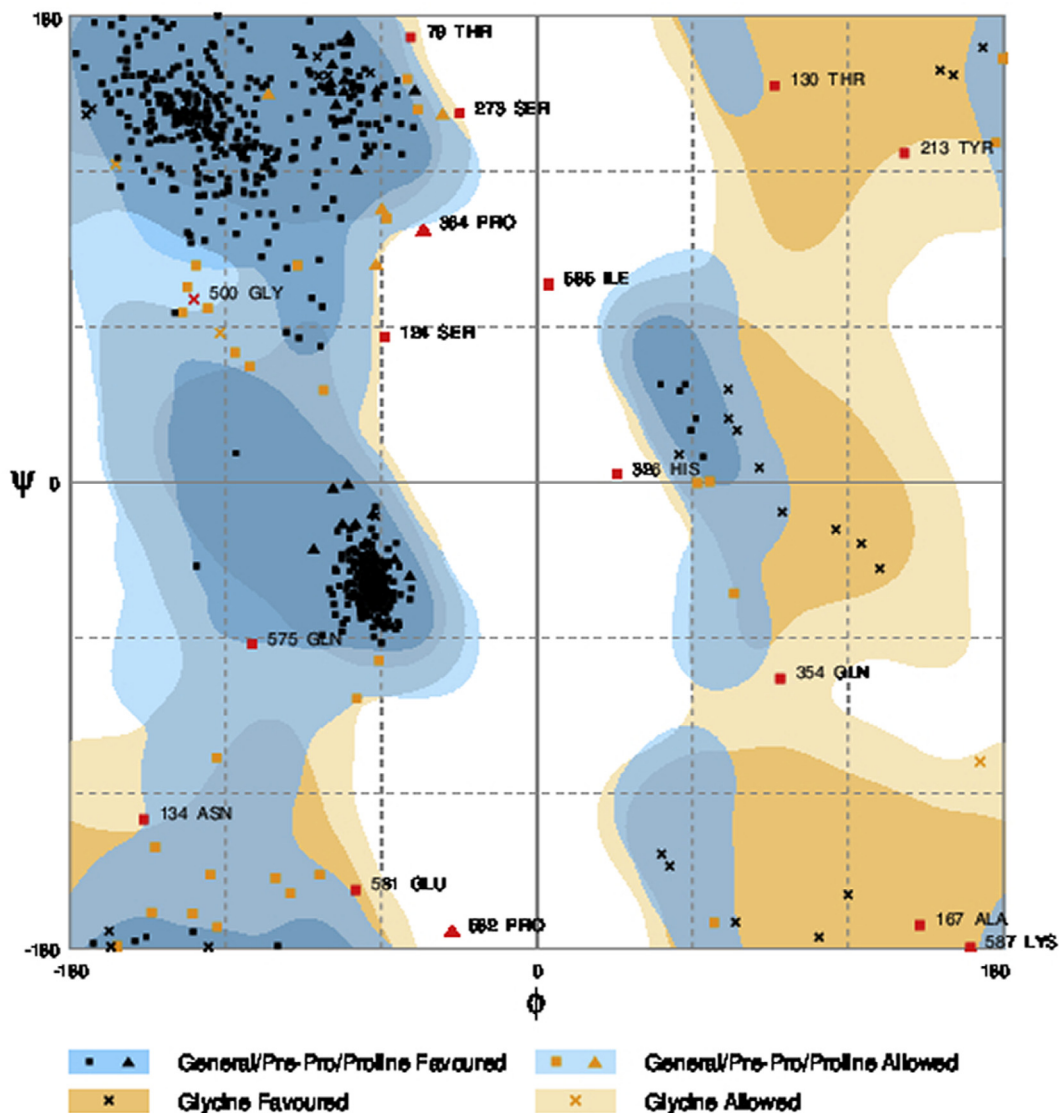 180
79 THR
130 THR
273 SER
213 TYR
364 PRO
585 ILE
500 GLY
124 SER
HIS
Ψ 0
575 GLN
354 GLN
134 ASN
581 GLU
582 PRO
167 ALA
587 LYS
-180
-180 0 180
ϕ
General/Pre-Pro/Proline Favoured General/Pre-Pro/Proline Allowed
Glycine Favoured Glycine Allowed